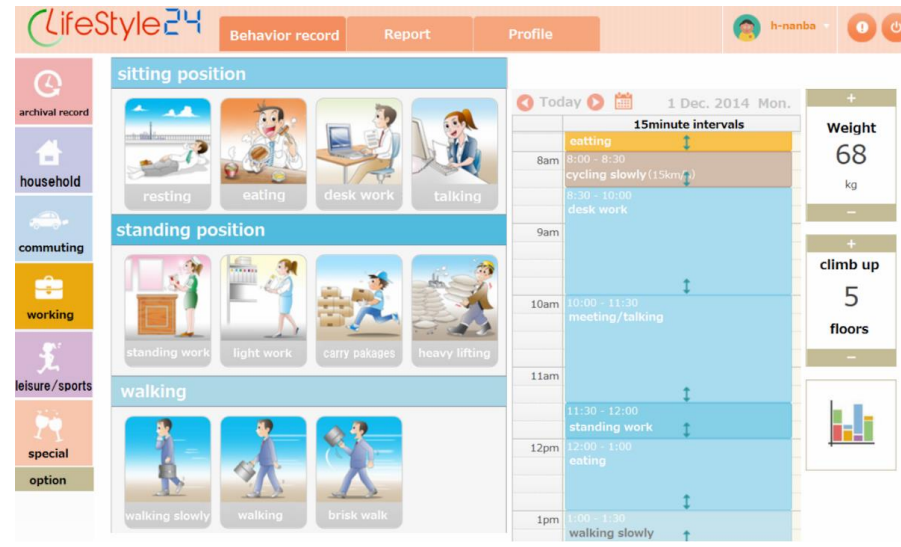 LifeStyle24
Behavior record
Report
Profile
h-nanba
archival record
household
commuting
working
leisure/sports
special
option
sitting position
resting
eating
desk work
talking
standing position
standing work
light work
carry pakages
heavy lifting
walking
walking slowly
walking
brisk walk
Today
1 Dec. 2014 Mon.
15minute intervals
eatting
8am
8:00 - 8:30
cycling slowly(15km/h)
8:30 - 10:00
desk work
9am
10am
10:00 - 11:30
meeting/talking
11am
11:30 - 12:00
standing work
12pm
12:00 - 1:00
eating
1pm
1:00 - 1:30
walking slowly
+
Weight
68
kg
−
+
climb up
5
floors
−